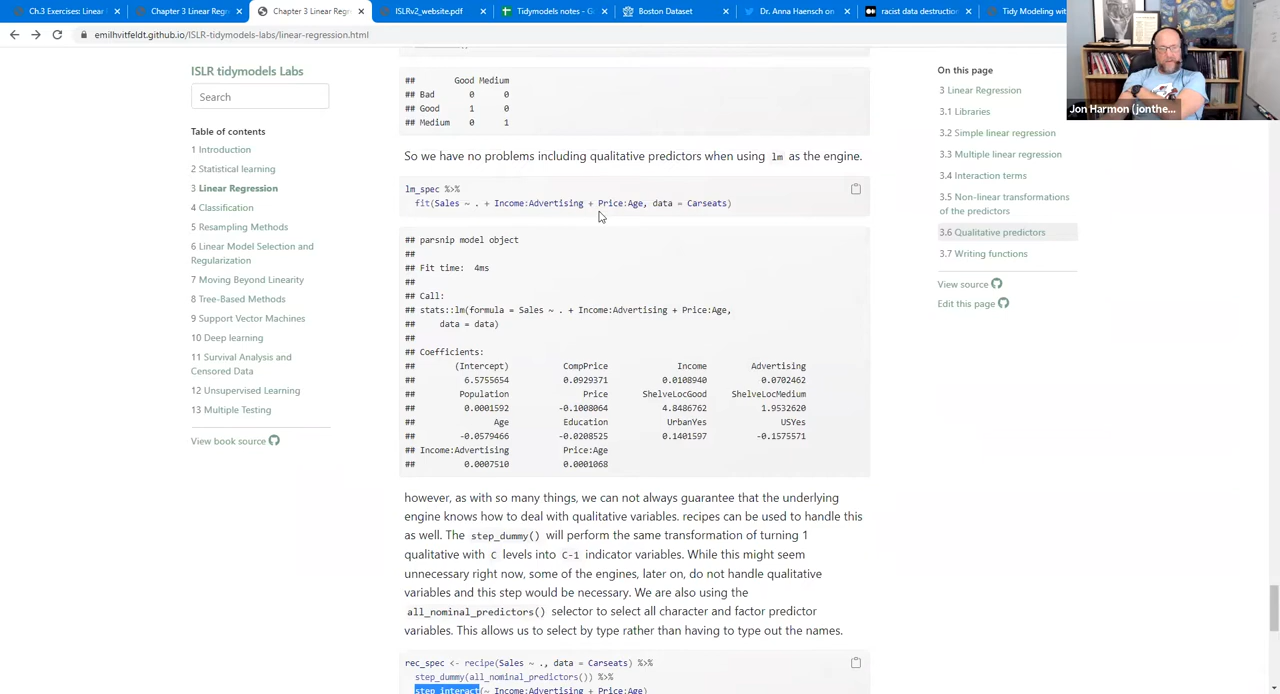 Ch.3 Exercises: Linear
Chapter 3 Linear Regre
Chapter 3 Linear Regr
ISLRv2_website.pdf
Tidymodels notes - G
Boston Dataset
Dr. Anna Haensch on
racist data destruction
Tidy Modeling wit
emilhvitfeldt.github.io/ISLR-tidymodels-labs/linear-regression.html
Jon Harmon (jonthe...
ISLR tidymodels Labs
Search
Table of contents
1 Introduction
2 Statistical learning
3 Linear Regression
4 Classification
5 Resampling Methods
6 Linear Model Selection and
Regularization
7 Moving Beyond Linearity
8 Tree-Based Methods
9 Support Vector Machines
10 Deep learning
11 Survival Analysis and
Censored Data
12 Unsupervised Learning
13 Multiple Testing
View book source
## Good Medium
## Bad 0 0
## Good 1 0
## Medium 0 1
So we have no problems including qualitative predictors when using lm as the engine.
lm_spec %>%
fit(Sales ~ . + Income:Advertising + Price:Age, data = Carseats)
## parsnip model object
##
## Fit time: 4ms
##
## Call:
## stats::lm(formula = Sales ~ . + Income:Advertising + Price:Age,
## data = data)
##
## Coefficients:
## (Intercept) CompPrice Income Advertising
## 6.5755654 0.0929371 0.0108940 0.0702462
## Population Price ShelveLocGood ShelveLocMedium
## 0.0001592 -0.1008064 4.8486762 1.9532620
## Age Education UrbanYes USYes
## -0.0579466 -0.0208525 0.1401597 -0.1575571
## Income:Advertising Price:Age
## 0.0007510 0.0001068
however, as with so many things, we can not always guarantee that the underlying
engine knows how to deal with qualitative variables. recipes can be used to handle this
as well. The step_dummy() will perform the same transformation of turning 1
qualitative with C levels into C-1 indicator variables. While this might seem
unnecessary right now, some of the engines, later on, do not handle qualitative
variables and this step would be necessary. We are also using the
all_nominal_predictors() selector to select all character and factor predictor
variables. This allows us to select by type rather than having to type out the names.
rec_spec <- recipe(Sales ~ ., data = Carseats) %>%
step_dummy(all_nominal_predictors()) %>%
step_interact(~ Income:Advertising + Price:Age)
On this page
3 Linear Regression
3.1 Libraries
3.2 Simple linear regression
3.3 Multiple linear regression
3.4 Interaction terms
3.5 Non-linear transformations
of the predictors
3.6 Qualitative predictors
3.7 Writing functions
View source
Edit this page